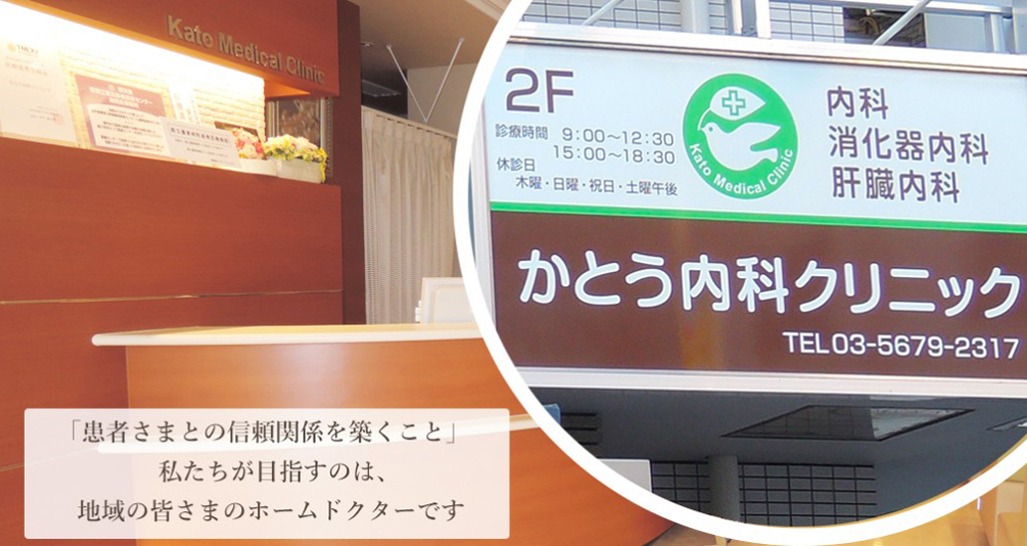 Kato Medical Clinic
2F
診療時間 9:00～12:30
15:00～18:30
休診日
木曜・日曜・祝日・土曜午後
Kato Medical Clinic
内科
消化器内科
肝臓内科
かとう内科クリニック
TEL 03-5679-2317
「患者さまとの信頼関係を築くこと」
私たちが目指すのは、
地域の皆さまのホームドクターです